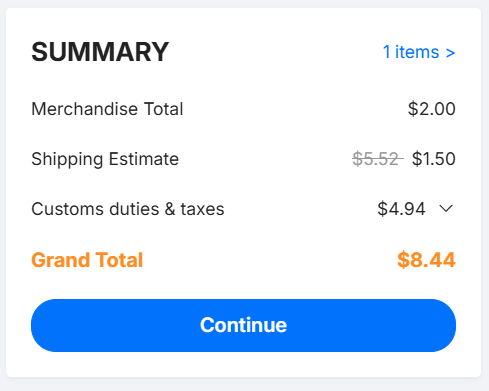 SUMMARY 1 items >
Merchandise Total $2.00
Shipping Estimate $5.52 $1.50
Customs duties & taxes $4.94
Grand Total $8.44
Continue